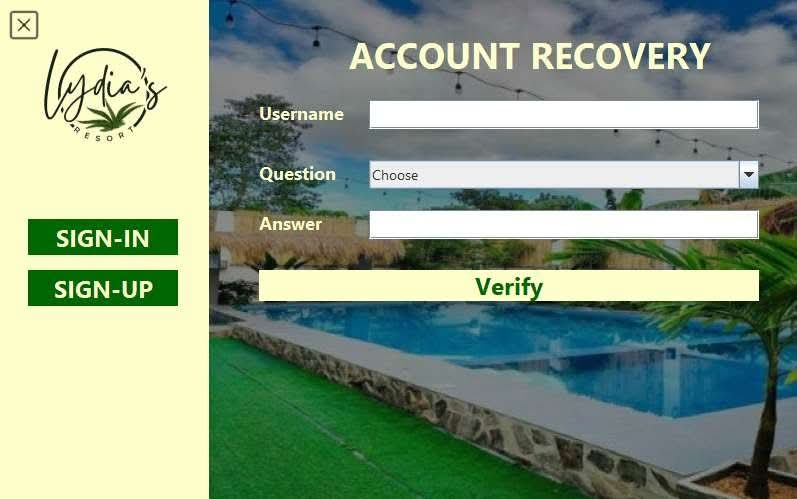 Lydia's
RESORT
SIGN-IN
SIGN-UP
ACCOUNT RECOVERY
Username
Question
Choose
Answer
Verify